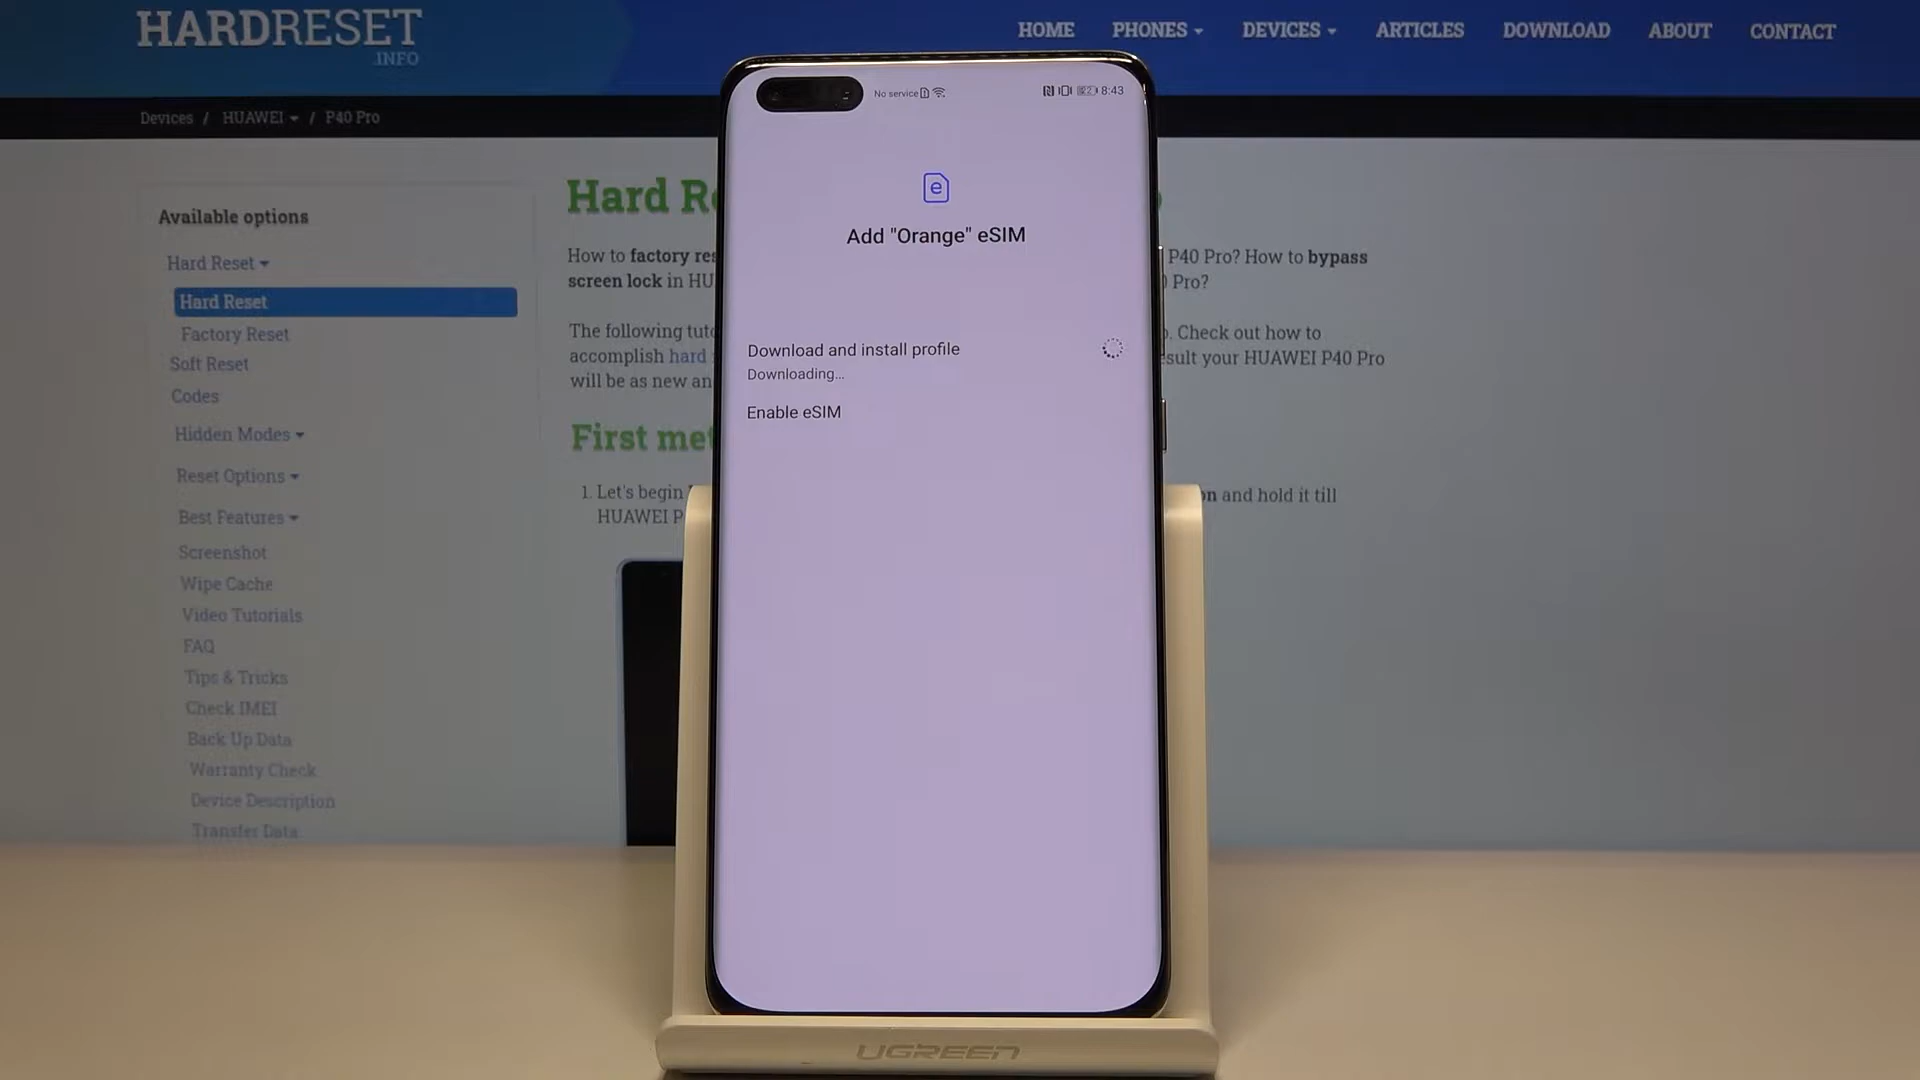 HARDRESET
.INFO
HOME
PHONES
DEVICES
ARTICLES
DOWNLOAD
ABOUT
CONTACT
Devices / HUAWEI / P40 Pro
Available options
Hard Reset
Hard Reset
Factory Reset
Soft Reset
Codes
Hidden Modes
Reset Options
Best Features
Screenshot
Wipe Cache
Video Tutorials
FAQ
Tips & Tricks
Check IMEI
Back Up Data
Warranty Check
Device Description
Transfer Data
Hard R
How to factory res
screen lock in HU
The following tuto
accomplish hard
will be as new an
First met
1. Let's begin
HUAWEI P
P40 Pro? How to bypass
Pro?
. Check out how to
sult your HUAWEI P40 Pro
on and hold it till
No service
8:43
e
Add "Orange" eSIM
Download and install profile
Downloading...
Enable eSIM
UGREEN